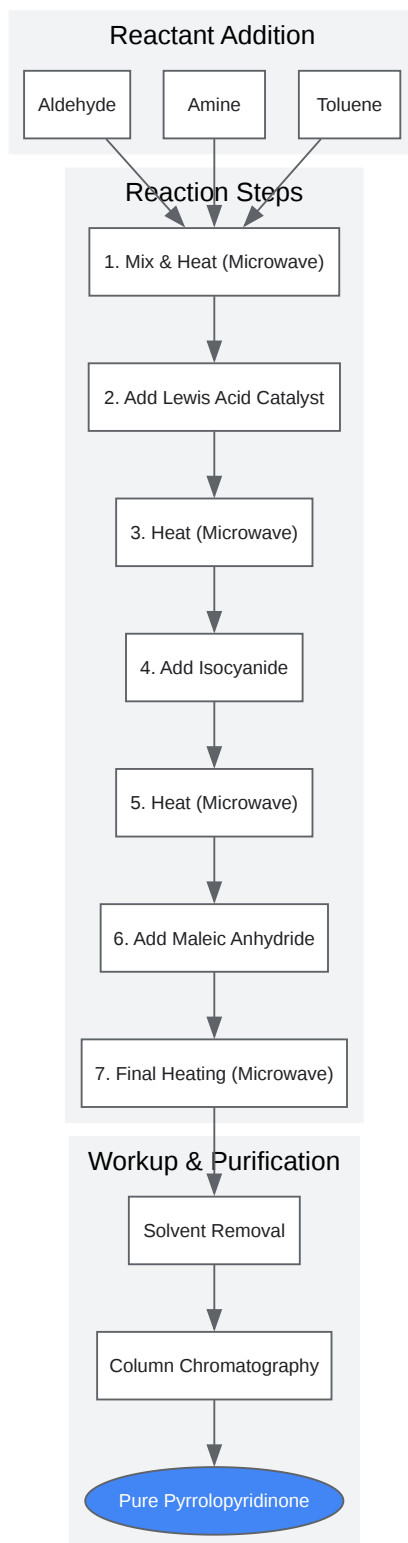 Reactant Addition
Aldehyde
Amine
Toluene
Reaction Steps
1. Mix & Heat (Microwave)
2. Add Lewis Acid Catalyst
3. Heat (Microwave)
4. Add Isocyanide
5. Heat (Microwave)
6. Add Maleic Anhydride
7. Final Heating (Microwave)
Workup & Purification
Solvent Removal
Column Chromatography
Pure Pyrrolopyridinone